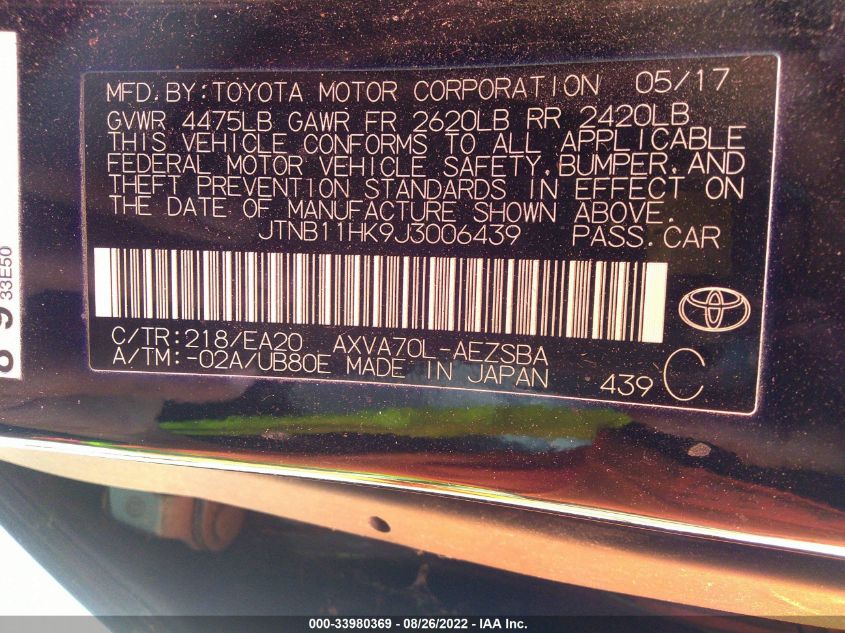 MFD. BY: TOYOTA MOTOR CORPORATION 05/17
GVWR 4475LB GAWR FR 2620LB RR 2420LB
THIS VEHICLE CONFORMS TO ALL APPLICABLE
FEDERAL MOTOR VEHICLE SAFETY, BUMPER, AND
THEFT PREVENTION STANDARDS IN EFFECT ON
THE DATE OF MANUFACTURE SHOWN ABOVE.
JTNB11HK9J3006439 PASS. CAR
C/TR: 218/EA20 AXVA70L-AEZSBA
A/TM: -02A/UB80E MADE IN JAPAN
439 C
33E50
000-33980369 - 08/26/2022 - IAA Inc.